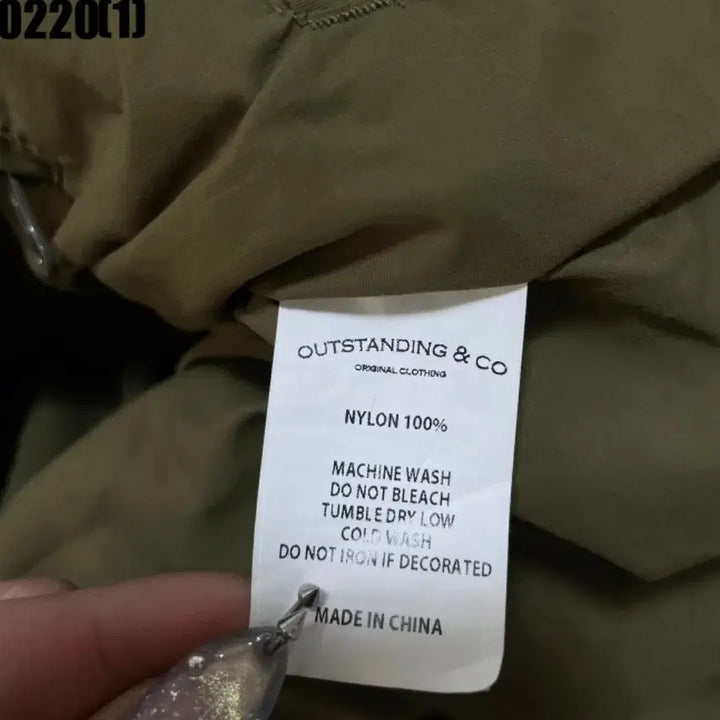 0220(1)
OUTSTANDING & CO
ORIGINAL CLOTHING
NYLON 100%
MACHINE WASH
DO NOT BLEACH
TUMBLE DRY LOW
COLD WASH
DO NOT IRON IF DECORATED
MADE IN CHINA